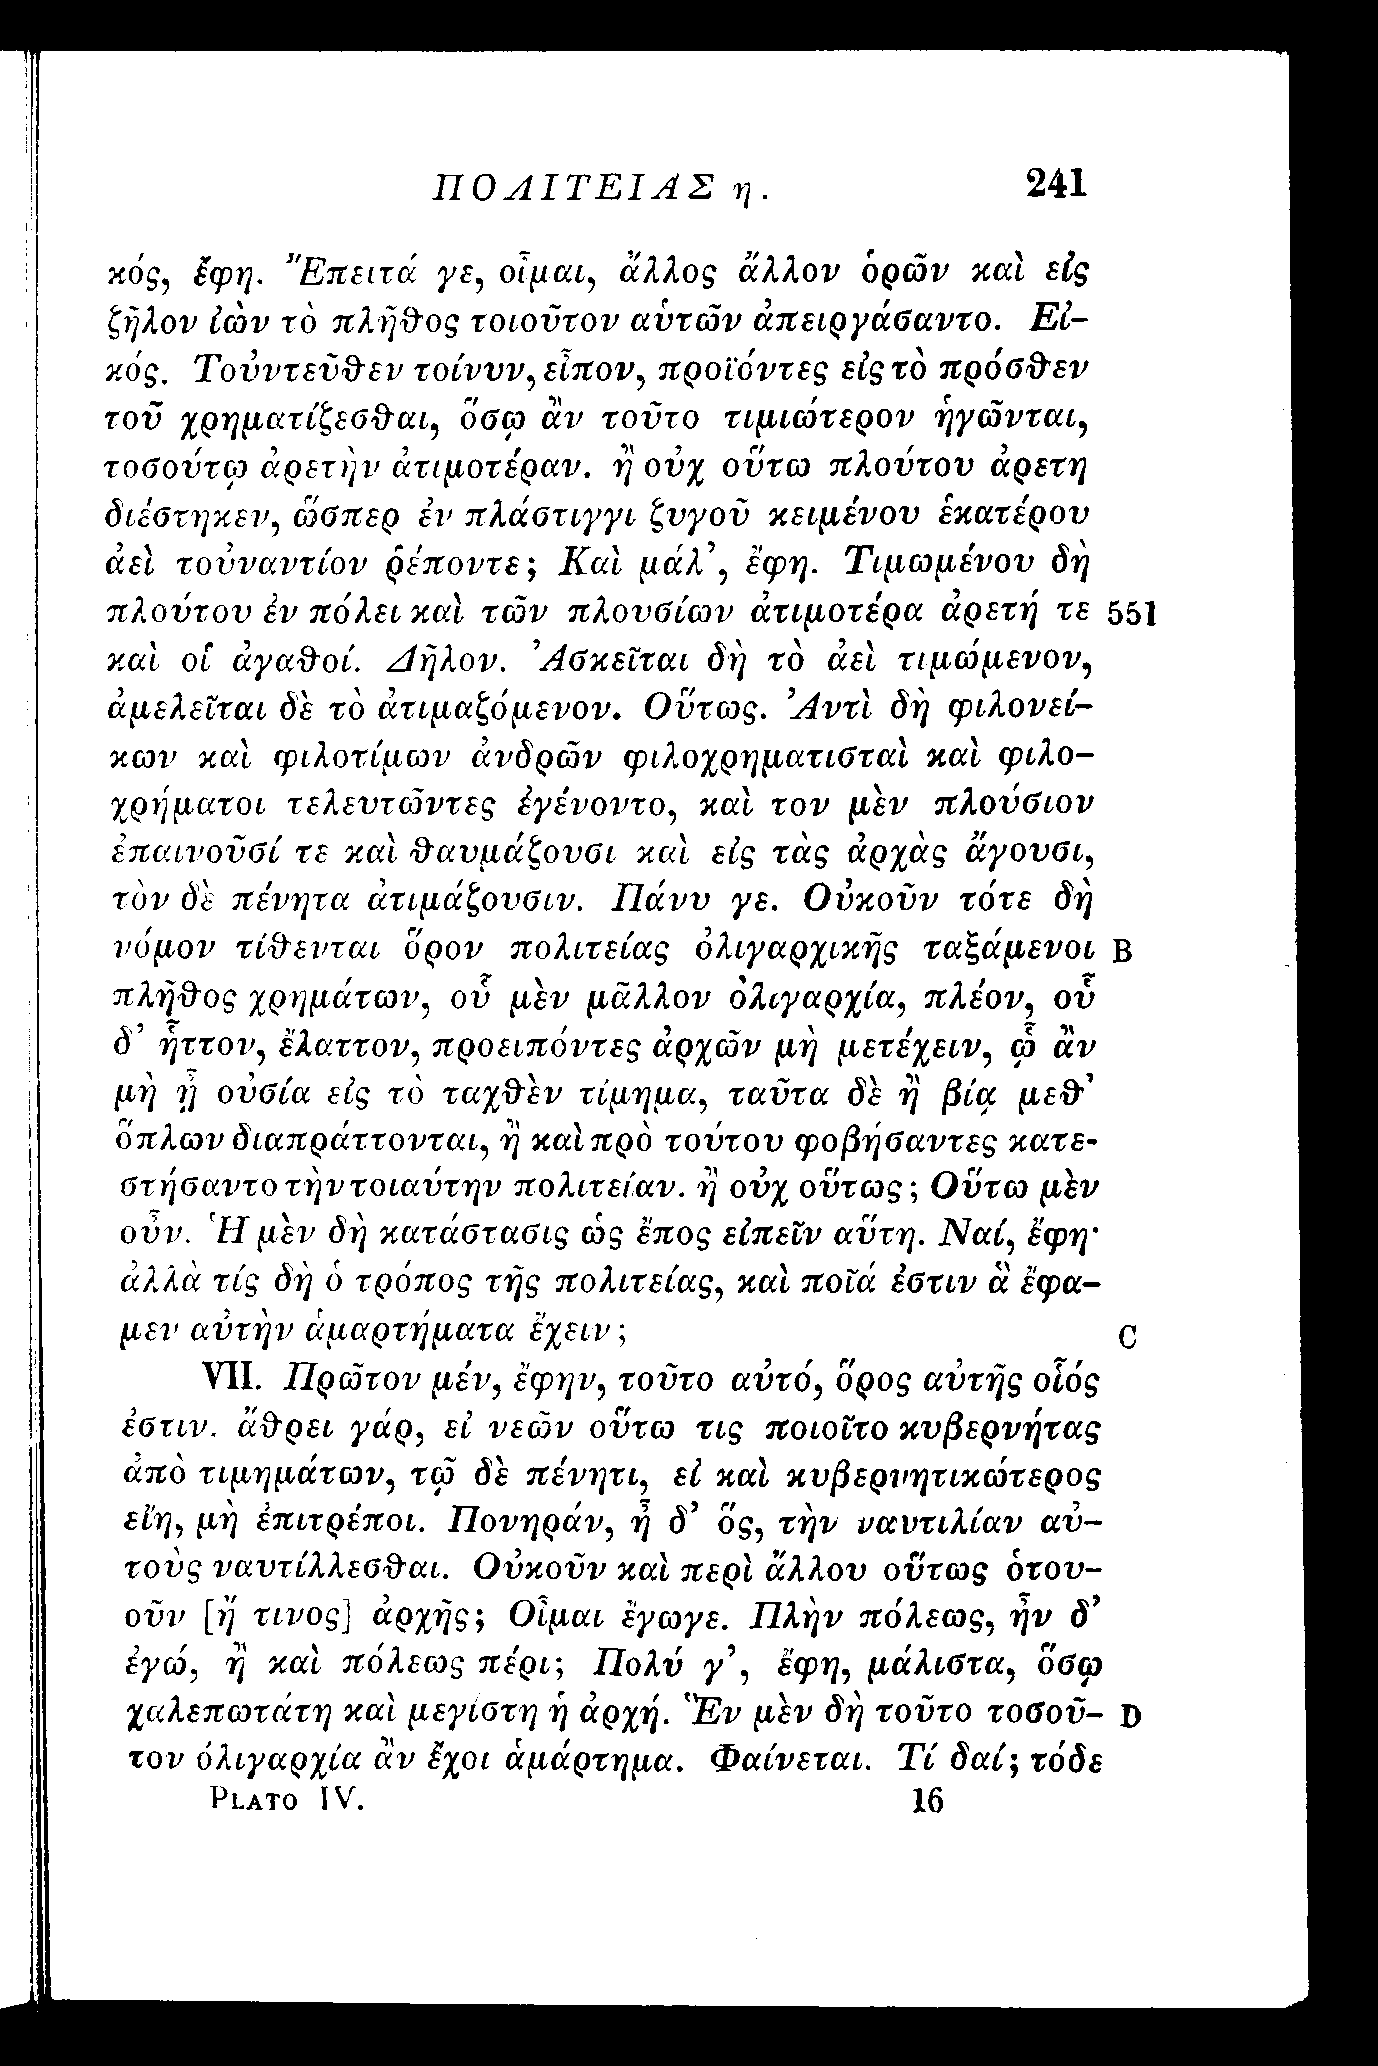 ΠΟΛΙΤΕΙΑΣ η. 241
κός, ἔφη. Ἔπειτά γε, οἶμαι, ἄλλος ἄλλον ὁρῶν καὶ εἰς
ζῆλον ἰὼν τὸ πλῆθος τοιοῦτον αὑτῶν ἀπειργάσαντο. Εἰ-
κός. Τοὐντεῦθεν τοίνυν, εἶπον, προϊόντες εἰς τὸ πρόσθεν
τοῦ χρηματίζεσθαι, ὅσῳ ἂν τοῦτο τιμιώτερον ἡγῶνται,
τοσούτῳ ἀρετὴν ἀτιμοτέραν. ἢ οὐχ οὕτω πλούτου ἀρετη
διέστηκεν, ὥσπερ ἐν πλάστιγγι ζυγοῦ κειμένου ἑκατέρου
ἀεὶ τοὐναντίον ῥέποντε; Καὶ μάλ’, ἔφη. Τιμωμένου δὴ
πλούτου ἐν πόλει καὶ τῶν πλουσίων ἀτιμοτέρα ἀρετή τε 551
καὶ οἱ ἀγαθοί. Δῆλον. Ἀσκεῖται δὴ τὸ ἀεὶ τιμώμενον,
ἀμελεῖται δὲ τὸ ἀτιμαζόμενον. Οὕτως. Ἀντὶ δὴ φιλονεί-
κων καὶ φιλοτίμων ἀνδρῶν φιλοχρηματισταὶ καὶ φιλο-
χρήματοι τελευτῶντες ἐγένοντο, καὶ τον μὲν πλούσιον
ἐπαινοῦσί τε καὶ θαυμάζουσι καὶ εἰς τὰς ἀρχὰς ἄγουσι,
τὸν δὲ πένητα ἀτιμάζουσιν. Πάνυ γε. Οὐκοῦν τότε δὴ
νόμον τίθενται ὅρον πολιτείας ὀλιγαρχικῆς ταξάμενοι B
πλῆθος χρημάτων, οὗ μὲν μᾶλλον ὀλιγαρχία, πλέον, οὗ
δ’ ἧττον, ἔλαττον, προειπόντες ἀρχῶν μὴ μετέχειν, ᾧ ἂν
μὴ ᾖ οὐσία εἰς τὸ ταχθὲν τίμημα, ταῦτα δὲ ἢ βίᾳ μεθ’
ὅπλων διαπράττονται, ἢ καὶ πρὸ τούτου φοβήσαντες κατε-
στήσαντο τὴν τοιαύτην πολιτείαν. ἢ οὐχ οὕτως; Οὕτω μὲν
οὖν. Ἡ μὲν δὴ κατάστασις ὡς ἔπος εἰπεῖν αὕτη. Ναί, ἔφη·
ἀλλὰ τίς δὴ ὁ τρόπος τῆς πολιτείας, καὶ ποῖά ἐστιν ἃ ἔφα-
μεν αὐτὴν ἁμαρτήματα ἔχειν; C
VII. Πρῶτον μέν, ἔφην, τοῦτο αὐτό, ὅρος αὐτῆς οἷός
ἐστιν. ἄθρει γάρ, εἰ νεῶν οὕτω τις ποιοῖτο κυβερνήτας
ἀπὸ τιμημάτων, τῷ δὲ πένητι, εἰ καὶ κυβερνητικώτερος
εἴη, μὴ ἐπιτρέποι. Πονηράν, ἦ δ’ ὅς, τὴν ναυτιλίαν αὐ-
τοὺς ναυτίλλεσθαι. Οὐκοῦν καὶ περὶ ἄλλου οὕτως ὁτου-
οῦν [ἤ τινος] ἀρχῆς; Οἶμαι ἔγωγε. Πλὴν πόλεως, ἦν δ’
ἐγώ, ἢ καὶ πόλεως πέρι; Πολύ γ’, ἔφη, μάλιστα, ὅσῳ
χαλεπωτάτη καὶ μεγίστη ἡ ἀρχή. Ἓν μὲν δὴ τοῦτο τοσοῦ- D
τον ὀλιγαρχία ἂν ἔχοι ἁμάρτημα. Φαίνεται. Τί δαί; τόδε
PLATO IV. 16